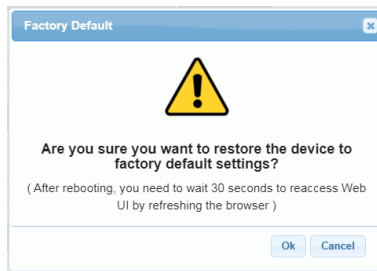 Factory Default
Are you sure you want to restore the device to
factory default settings?
( After rebooting, you need to wait 30 seconds to reaccess Web
UI by refreshing the browser )
Ok Cancel